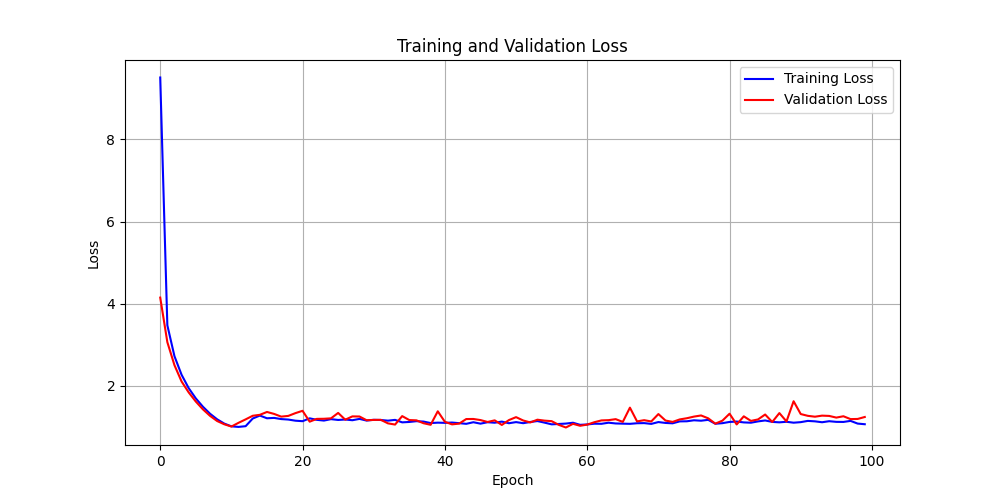 Training and Validation Loss
Training Loss
Validation Loss
8
6
4
2
Loss
0 20 40 60 80 100
Epoch